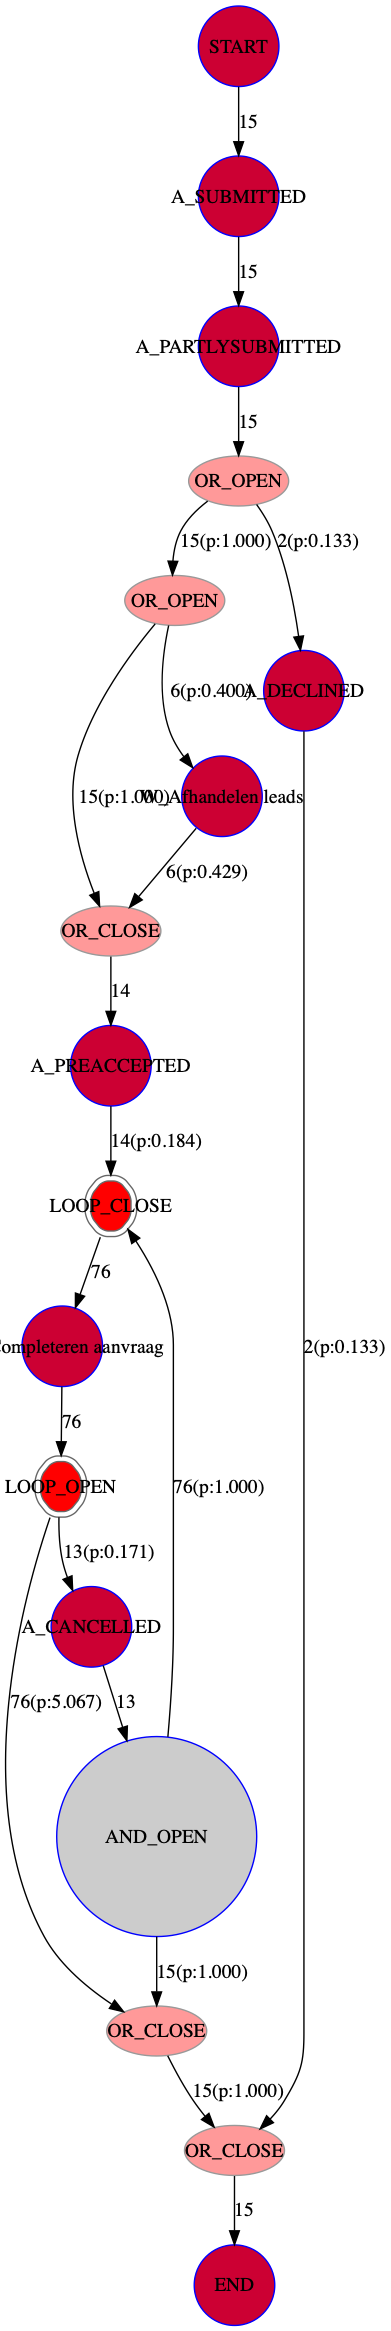 START
15
A_SUBMITTED
15
A_PARTLYSUBMITTED
15
OR_OPEN
15(p:1.000)
2(p:0.133)
OR_OPEN
6(p:0.400)
A_DECLINED
15(p:1.000)
W_Afhandelen leads
6(p:0.429)
OR_CLOSE
14
A_PREACCEPTED
14(p:0.184)
LOOP_CLOSE
76
Completeren aanvraag
76
LOOP_OPEN
76(p:1.000)
2(p:0.133)
13(p:0.171)
A_CANCELLED
76(p:5.067)
13
AND_OPEN
15(p:1.000)
OR_CLOSE
15(p:1.000)
OR_CLOSE
15
END